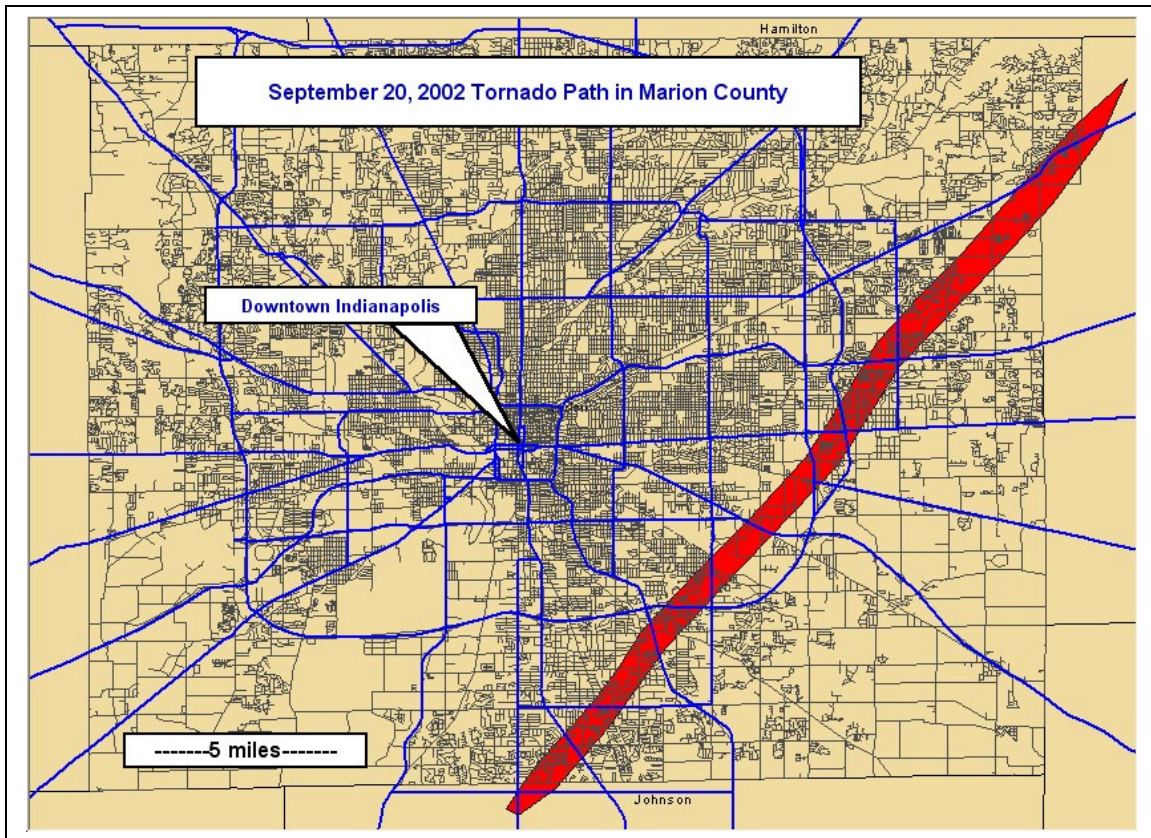 Hamilton
September 20, 2002 Tornado Path in Marion County
Downtown Indianapolis
-------5 miles-------
Johnson